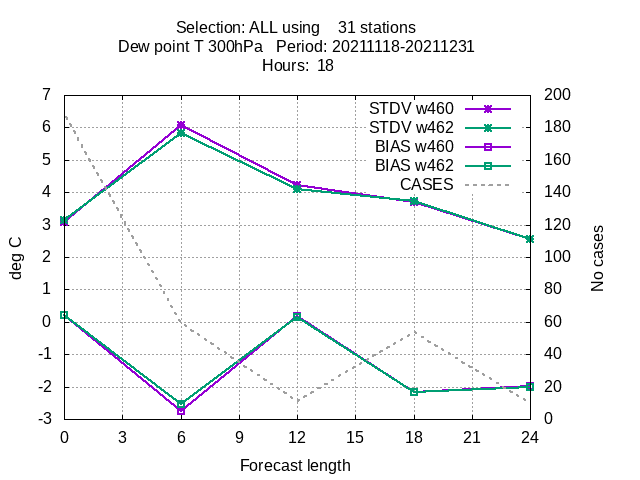 Selection: ALL using    31 stations
Dew point T 300hPa   Period: 20211118-20211231
Hours:  18
STDV w460
STDV w462
BIAS w460
BIAS w462
CASES
7
6
5
4
3
2
1
0
-1
-2
-3
deg C
200
180
160
140
120
100
80
60
40
20
0
No cases
0 3 6 9 12 15 18 21 24
Forecast length